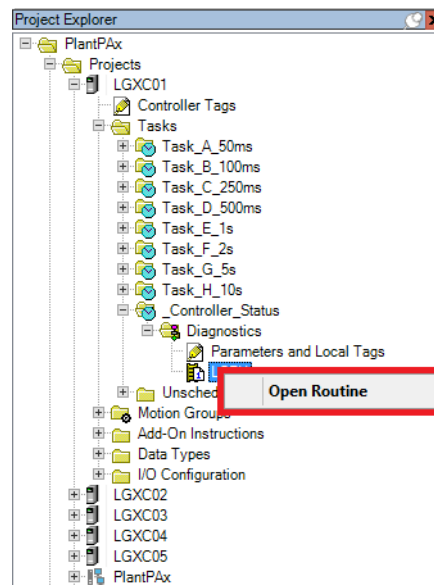 Project Explorer
PlantPAx
Projects
LGXC01
Controller Tags
Tasks
Task_A_50ms
Task_B_100ms
Task_C_250ms
Task_D_500ms
Task_E_1s
Task_F_2s
Task_G_5s
Task_H_10s
_Controller_Status
Diagnostics
Parameters and Local Tags
Open Routine
Motion Groups
Add-On Instructions
Data Types
I/O Configuration
LGXC02
LGXC03
LGXC04
LGXC05
PlantPAx